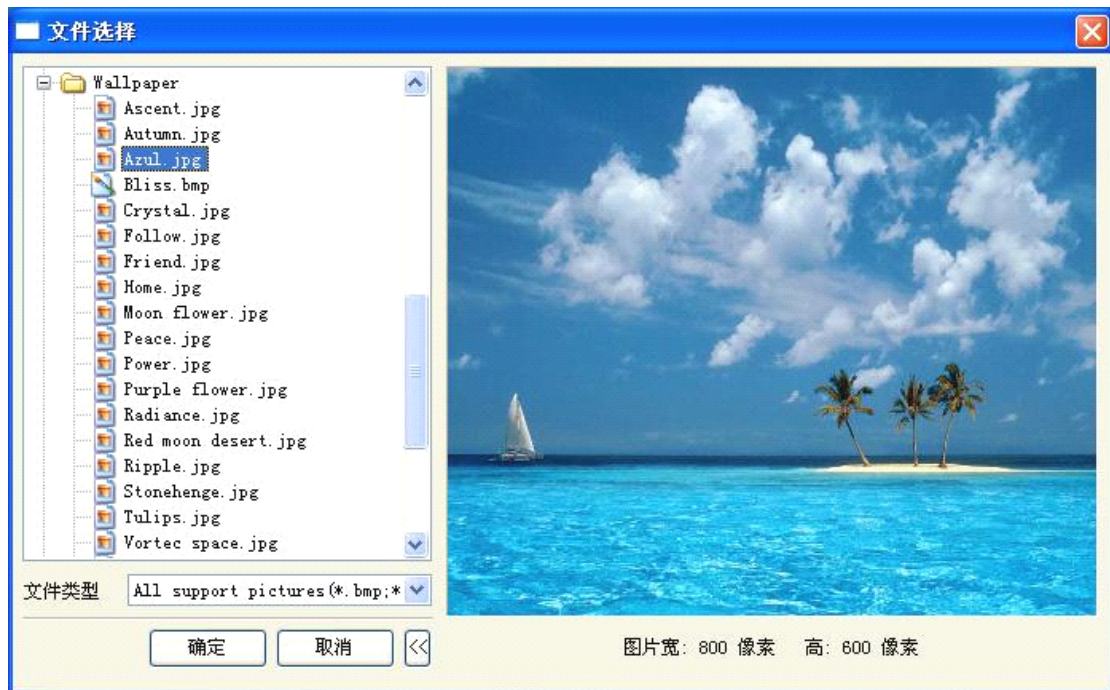 文件选择
Wallpaper
Ascent.jpg
Autumn.jpg
Azul.jpg
Bliss.bmp
Crystal.jpg
Follow.jpg
Friend.jpg
Home.jpg
Moon flower.jpg
Peace.jpg
Power.jpg
Purple flower.jpg
Radiance.jpg
Red moon desert.jpg
Ripple.jpg
Stonehenge.jpg
Tulips.jpg
Vortec space.jpg
文件类型 All support pictures(*.bmp;*
确定 取消 <<
图片宽: 800 像素 高: 600 像素